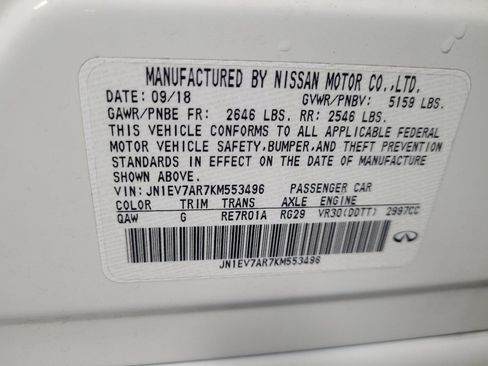 MANUFACTURED BY NISSAN MOTOR CO.,LTD.
DATE: 09/18 GVWR/PNBV: 5159 LBS.
GAWR/PNBE FR: 2646 LBS. RR: 2546 LBS.
THIS VEHICLE CONFORMS TO ALL APPLICABLE FEDERAL
MOTOR VEHICLE SAFETY,BUMPER,AND THEFT PREVENTION
STANDARDS IN EFFECT ON THE DATE OF MANUFACTURE
SHOWN ABOVE.
VIN: JN1EV7AR7KM553496 PASSENGER CAR
COLOR TRIM TRANS AXLE ENGINE
QAW G RE7R01A RG29 VR30(DDTT) 2997CC
JN1EV7AR7KM553496